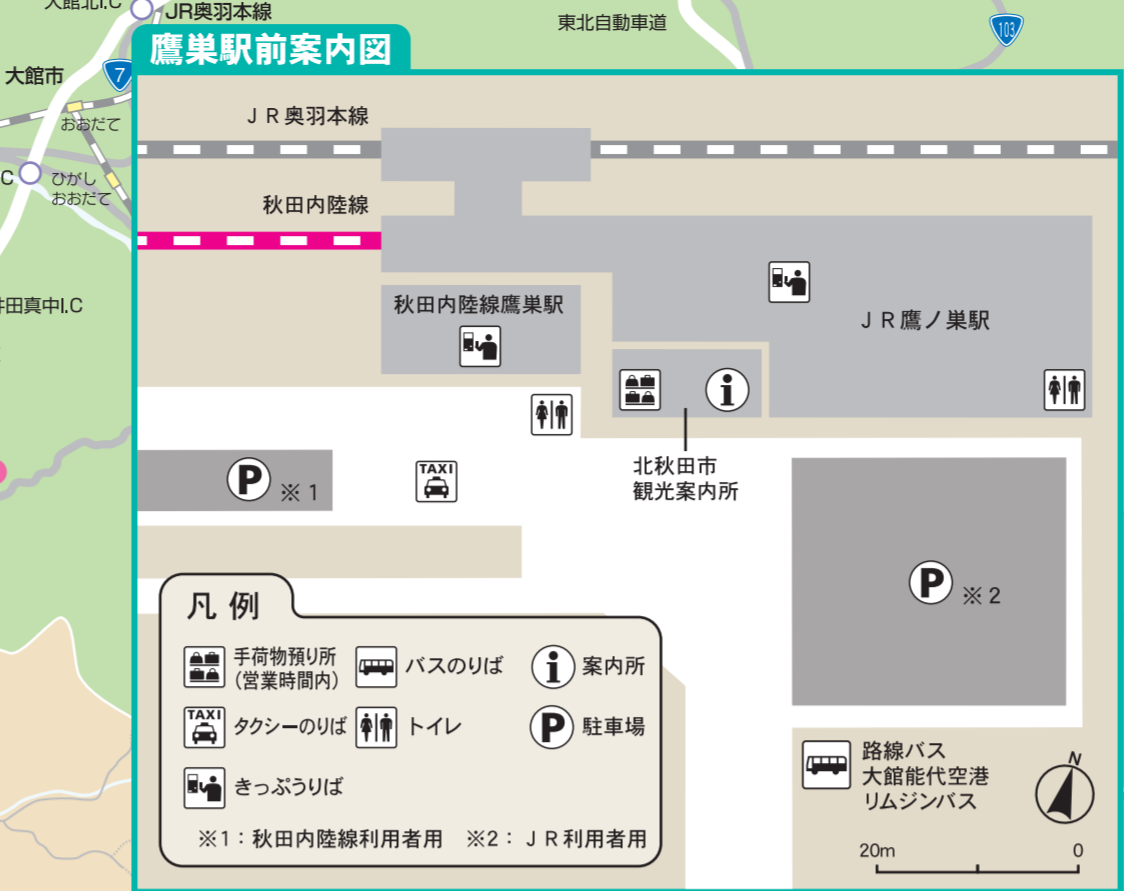 大館北I.C
JR奥羽本線
東北自動車道
103
鷹巣駅前案内図
大館市
7
おおだて
ひがし
おおだて
C
井田真中I.C
ＪＲ奥羽本線
秋田内陸線
秋田内陸線鷹巣駅
ＪＲ鷹ノ巣駅
i
北秋田市
観光案内所
P ※1
TAXI
P ※2
凡例
手荷物預り所
(営業時間内)
バスのりば
i 案内所
TAXI
タクシーのりば
トイレ
P 駐車場
きっぷうりば
※1：秋田内陸線利用者用 ※2：ＪＲ利用者用
路線バス
大館能代空港
リムジンバス
N
20m 0